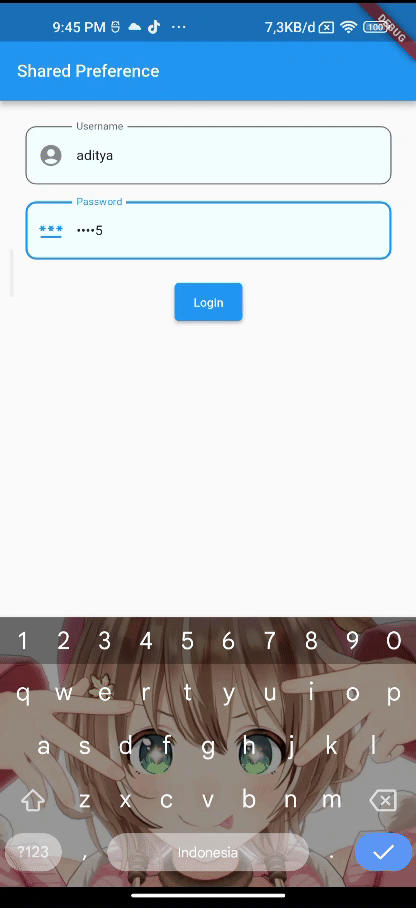 9:45 PM ··· 7,3KB/d 100
DEBUG
Shared Preference
Username
aditya
Password
*** ••••5
Login
1 2 3 4 5 6 7 8 9 0
q w e r t y u i o p
a s d f g h j k l
z x c v b n m
?123 , Indonesia .